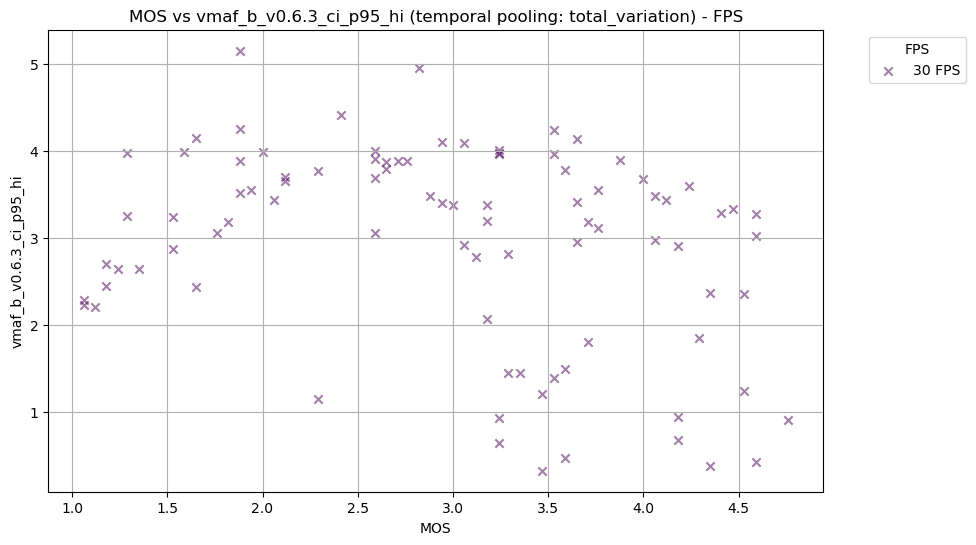 MOS vs vmaf_b_v0.6.3_ci_p95_hi (temporal pooling: total_variation) - FPS
FPS
30 FPS
vmaf_b_v0.6.3_ci_p95_hi
5
4
3
2
1
1.0 1.5 2.0 2.5 3.0 3.5 4.0 4.5
MOS